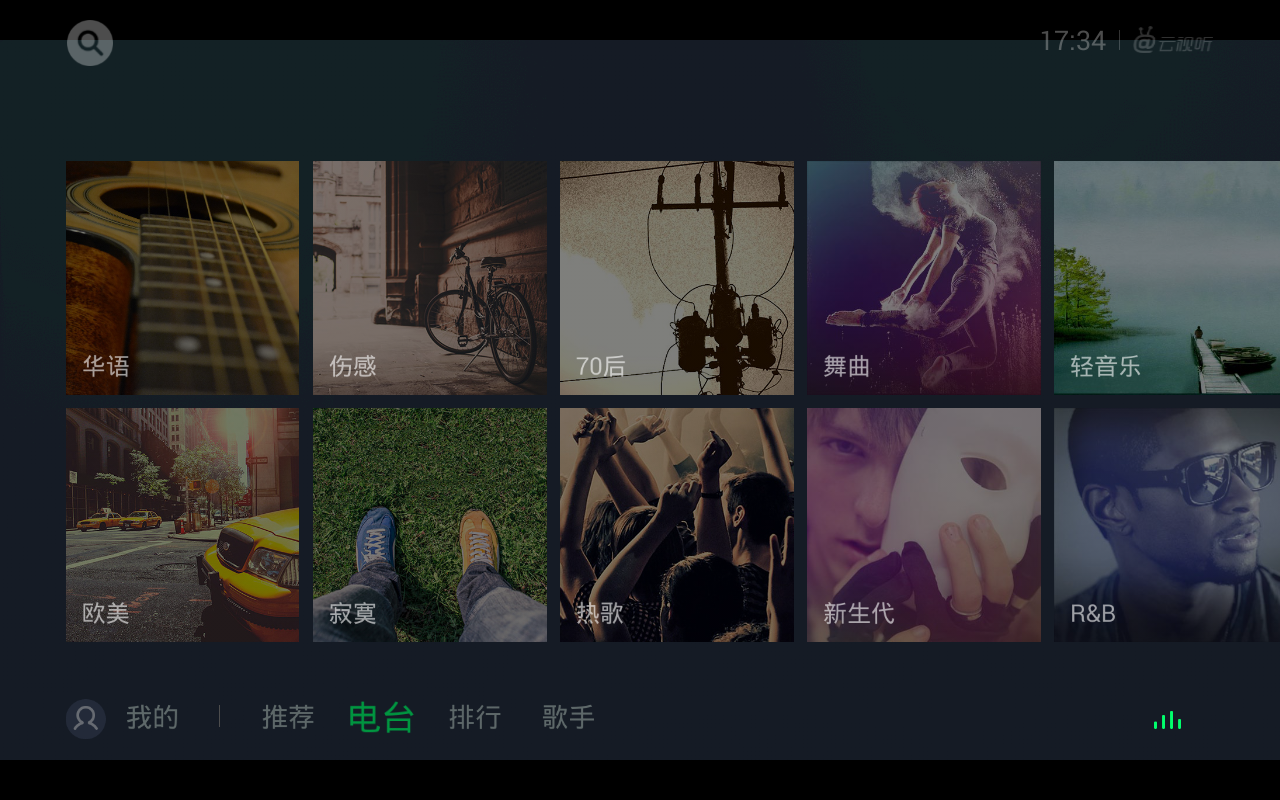 17:34
云视听
华语
伤感
70后
舞曲
轻音乐
欧美
寂寞
热歌
新生代
R&B
我的
推荐
电台
排行
歌手